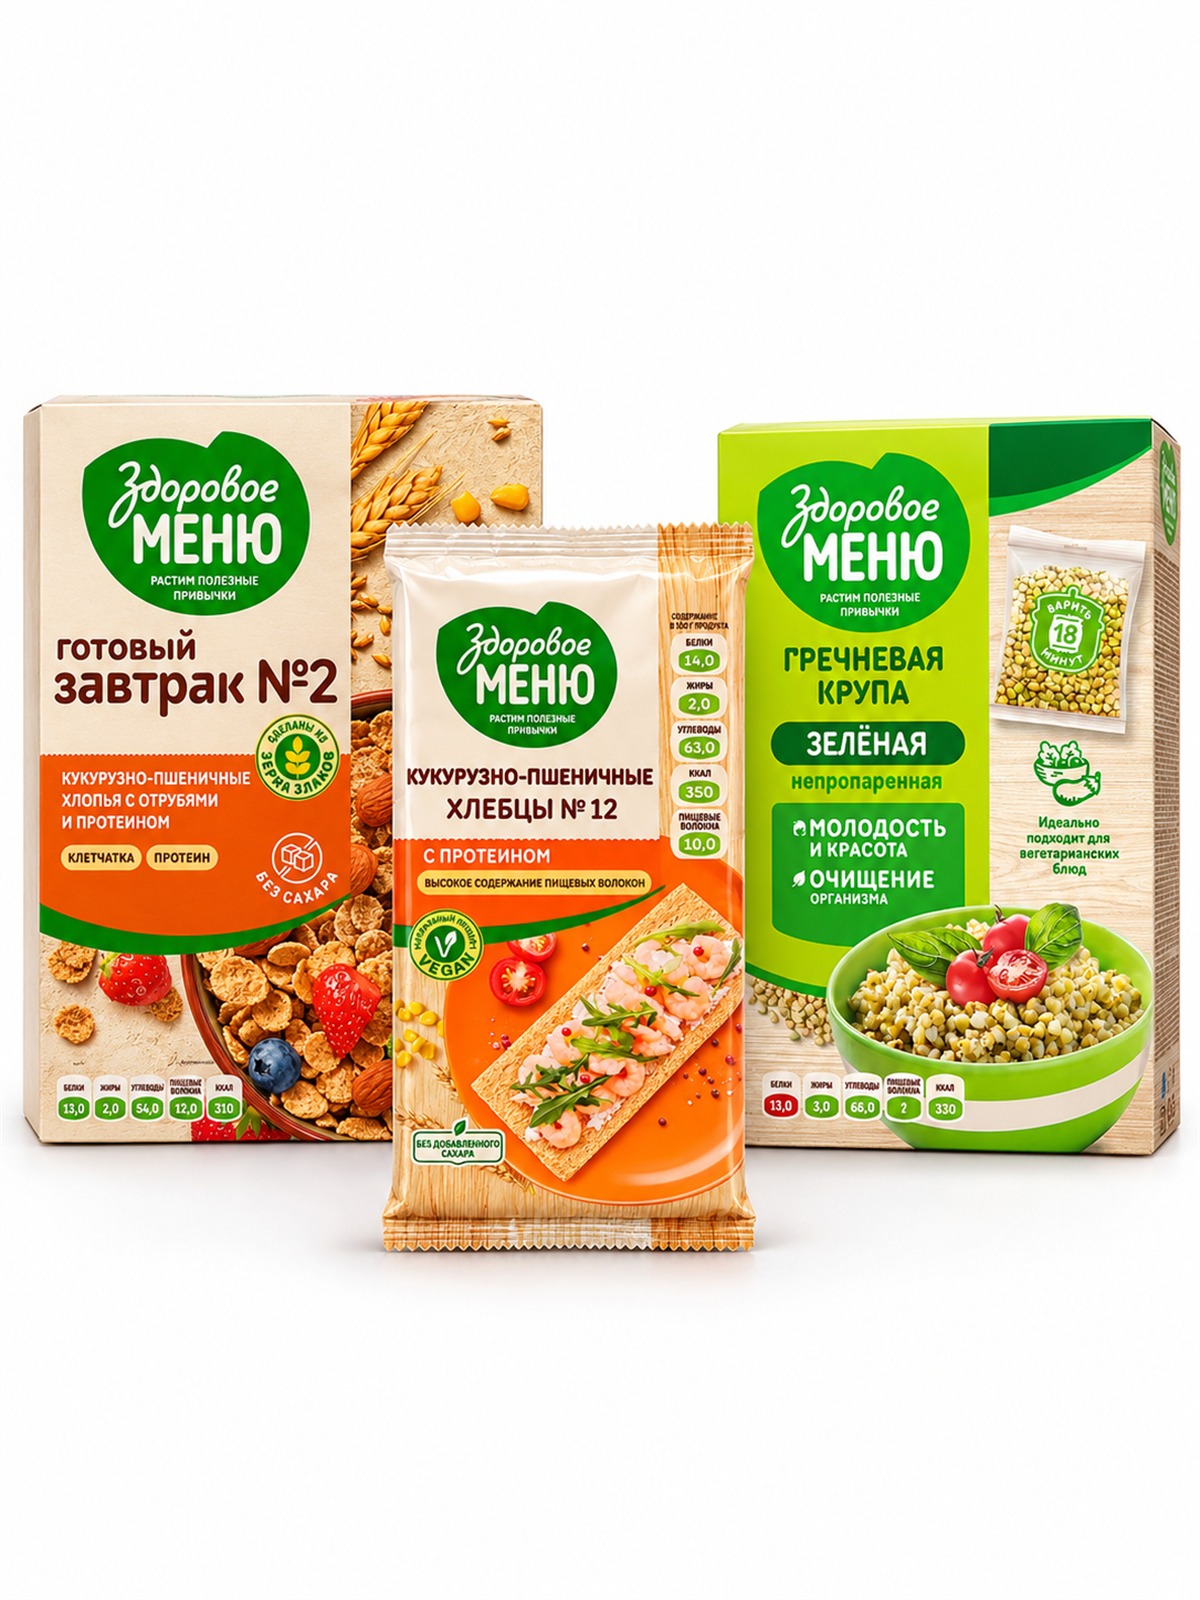 Здоровое
МЕНЮ
РАСТИМ ПОЛЕЗНЫЕ
ПРИВЫЧКИ
готовый
завтрак №2
СДЕЛАНЫ ИЗ
ЗЕРНА ЗЛАКОВ
КУКУРУЗНО-ПШЕНИЧНЫЕ
ХЛОПЬЯ С ОТРУБЯМИ
И ПРОТЕИНОМ
КЛЕТЧАТКА
ПРОТЕИН
БЕЗ САХАРА
БЕЛКИ
13,0
ЖИРЫ
2,0
УГЛЕВОДЫ
54,0
ПИЩЕВЫЕ
ВОЛОКНА
12,0
ККАЛ
310
Здоровое
МЕНЮ
РАСТИМ ПОЛЕЗНЫЕ
ПРИВЫЧКИ
КУКУРУЗНО-ПШЕНИЧНЫЕ
ХЛЕБЦЫ № 12
С ПРОТЕИНОМ
ВЫСОКОЕ СОДЕРЖАНИЕ ПИЩЕВЫХ ВОЛОКОН
VEGAN
БЕЗ ДОБАВЛЕННОГО
САХАРА
СОДЕРЖАНИЕ
В 100 Г ПРОДУКТА
БЕЛКИ
14,0
ЖИРЫ
2,0
УГЛЕВОДЫ
63,0
ККАЛ
350
ПИЩЕВЫЕ
ВОЛОКНА
10,0
Здоровое
МЕНЮ
РАСТИМ ПОЛЕЗНЫЕ
ПРИВЫЧКИ
ГРЕЧНЕВАЯ
КРУПА
ЗЕЛЁНАЯ
непропаренная
МОЛОДОСТЬ
И КРАСОТА
ОЧИЩЕНИЕ
ОРГАНИЗМА
ВАРИТЬ
18
МИНУТ
Идеально
подходит для
вегетарианских
блюд
БЕЛКИ
13,0
ЖИРЫ
3,0
УГЛЕВОДЫ
66,0
ПИЩЕВЫЕ
ВОЛОКНА
2
ККАЛ
330